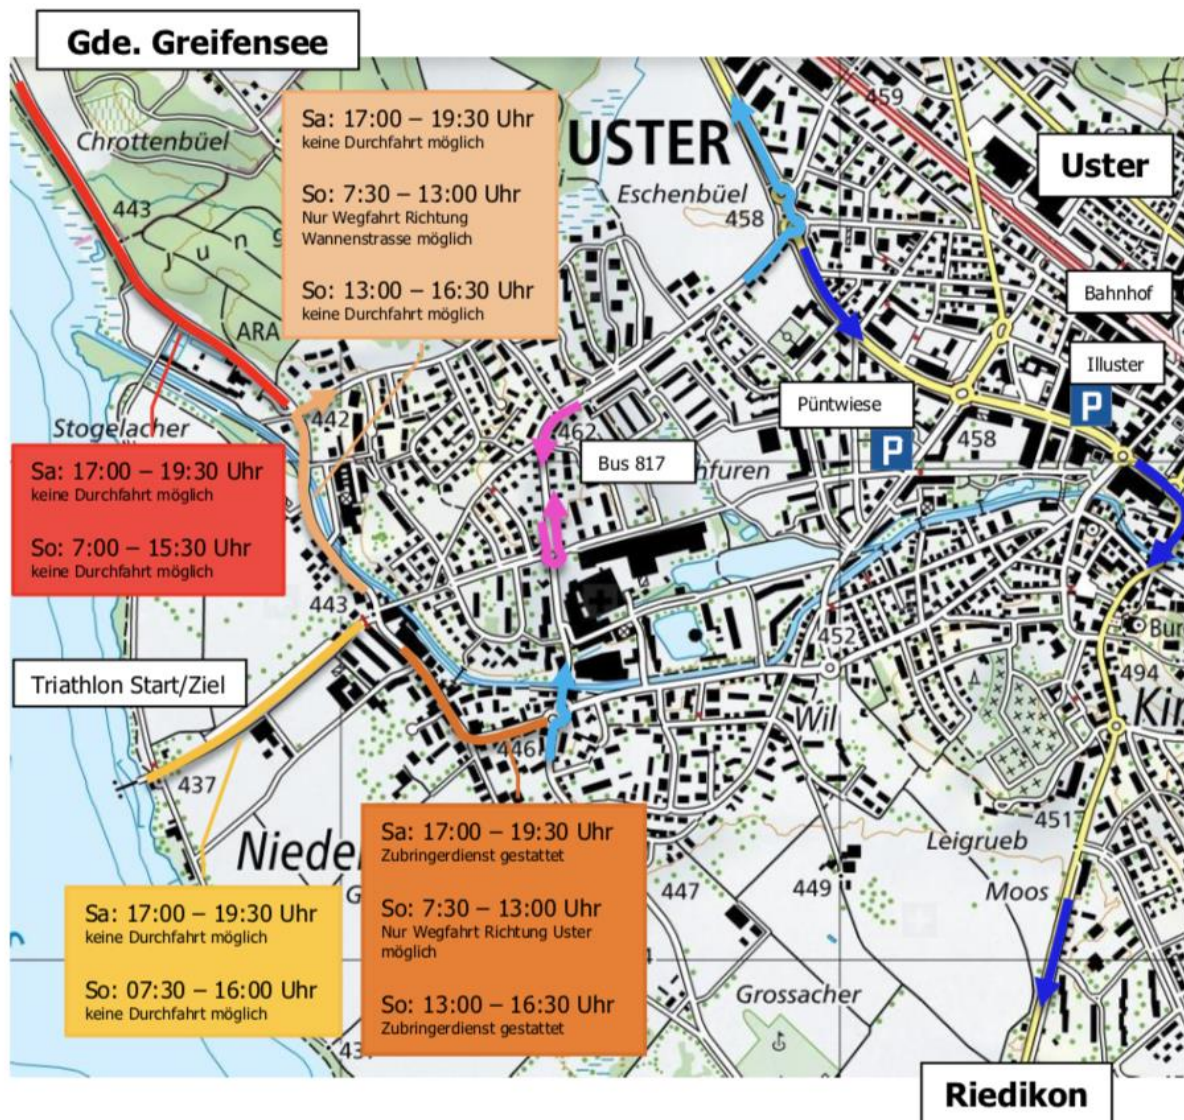 Gde. Greifensee
Sa: 17:00 – 19:30 Uhr
keine Durchfahrt möglich
So: 7:30 – 13:00 Uhr
Nur Wegfahrt Richtung
Wannenstrasse möglich
So: 13:00 – 16:30 Uhr
keine Durchfahrt möglich
USTER
459
Uster
Chrottenbüel
Eschenbüel
458
443
Jung
Bahnhof
ARA
Illuster
P
Püntwiese
P
442
Stogelacher
462
458
Bus 817
Sa: 17:00 – 19:30 Uhr
keine Durchfahrt möglich
So: 7:00 – 15:30 Uhr
keine Durchfahrt möglich
443
452
494
Triathlon Start/Ziel
Wil
446
437
451
Leigrueb
Moos
447
449
Sa: 17:00 – 19:30 Uhr
Zubringerdienst gestattet
So: 7:30 – 13:00 Uhr
Nur Wegfahrt Richtung Uster
möglich
So: 13:00 – 16:30 Uhr
Zubringerdienst gestattet
Sa: 17:00 – 19:30 Uhr
keine Durchfahrt möglich
So: 07:30 – 16:00 Uhr
keine Durchfahrt möglich
Grossacher
Riedikon